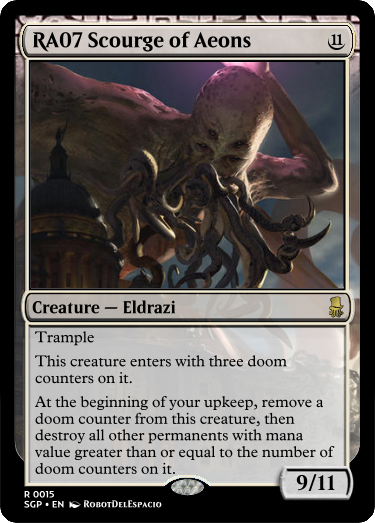 RA07 Scourge of Aeons
11
Creature — Eldrazi
Trample
This creature enters with three doom
counters on it.
At the beginning of your upkeep, remove a
doom counter from this creature, then
destroy all other permanents with mana
value greater than or equal to the number of
doom counters on it.
9/11
R 0015
SGP • EN RobotDelEspacio